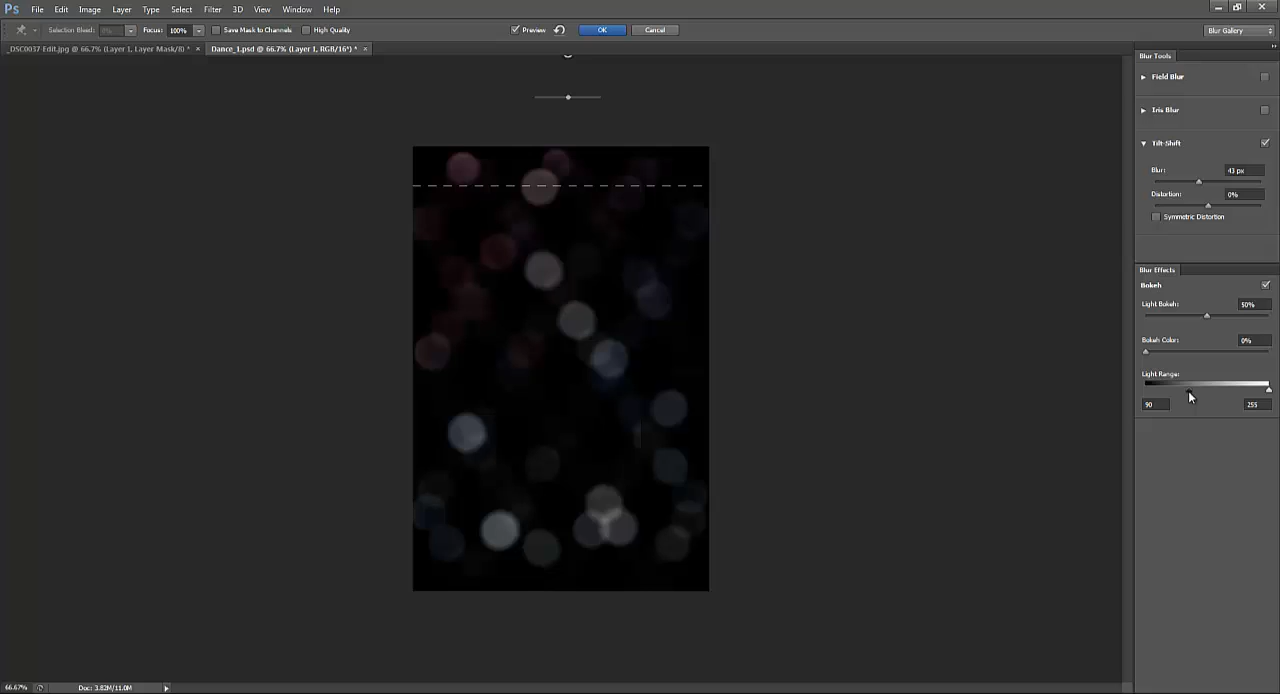 Ps File Edit Image Layer Type Select Filter 3D View Window Help
Selection Bleed: 0% Focus: 100% Save Mask to Channels High Quality Preview OK Cancel Blur Gallery
_DSC0037-Edit.jpg @ 66.7% (Layer 1, Layer Mask/8) * × Dance_1.psd @ 66.7% (Layer 1, RGB/16*) * ×
Blur Tools
Field Blur
Iris Blur
Tilt-Shift
Blur: 43 px
Distortion: 0%
Symmetric Distortion
Blur Effects
Bokeh
Light Bokeh: 50%
Bokeh Color: 0%
Light Range:
90 255
66.67% Doc: 3.82M/11.0M